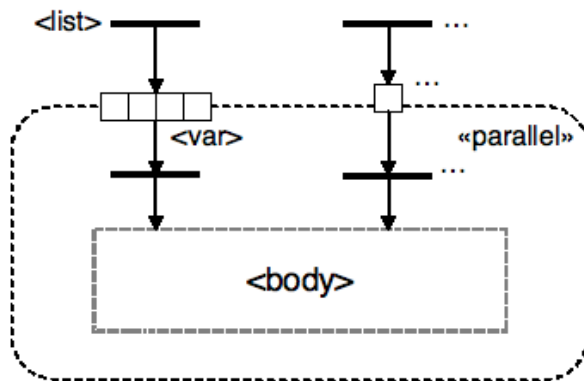 <list>
...
...
<var>
«parallel»
...
<body>